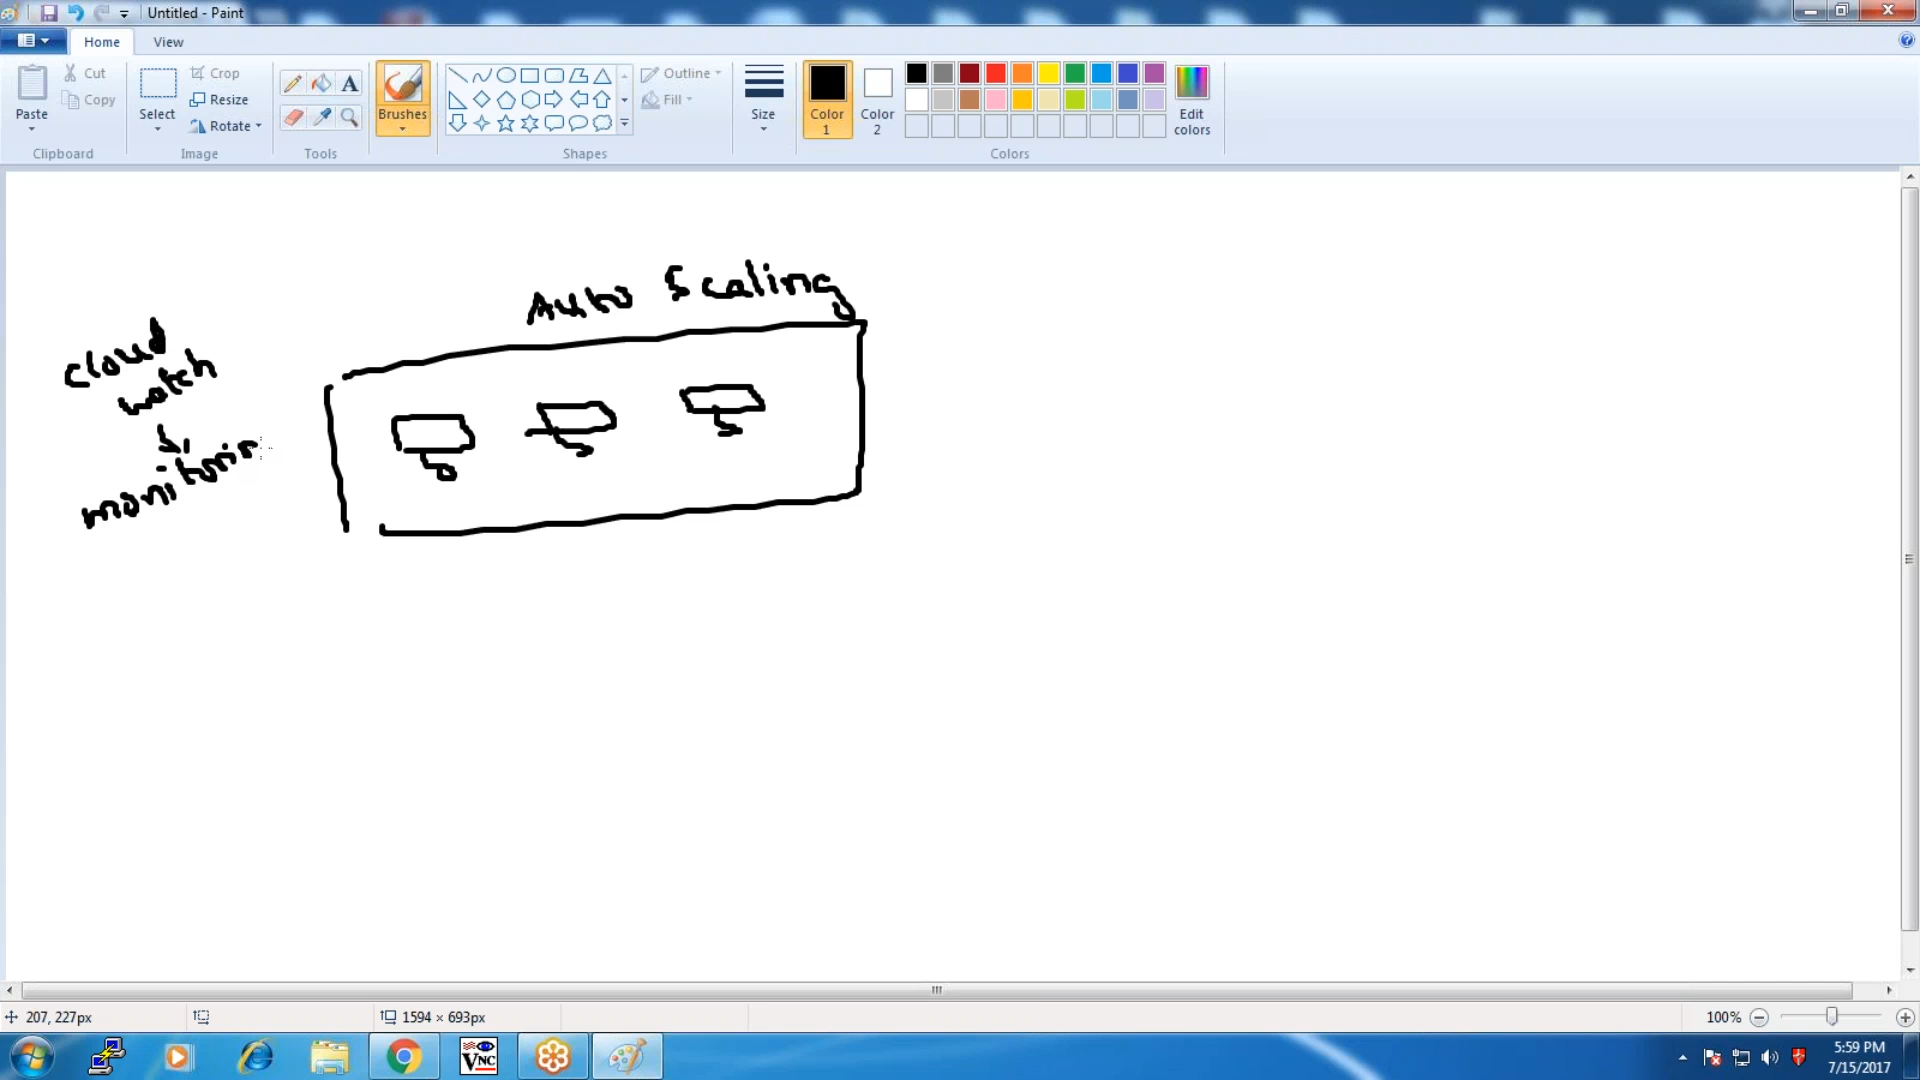 Untitled - Paint
Home View
Paste
Cut
Copy
Clipboard
Select
Crop
Resize
Rotate
Image
Tools
Brushes
Outline
Fill
Shapes
Size
Color 1
Color 2
Edit colors
Colors
Auto Scaling
Cloud
watch
monitorin
207, 227px
1594 × 693px
100%
VNC
5:59 PM
7/15/2017